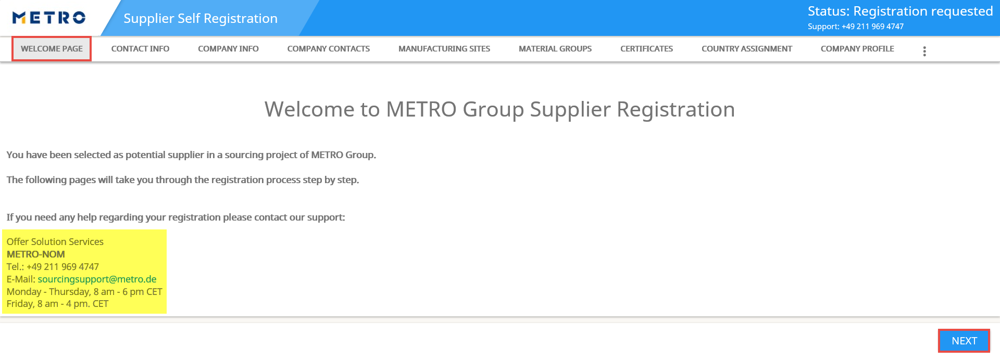 METRO
Supplier Self Registration
Status: Registration requested
Support: +49 211 969 4747
WELCOME PAGE CONTACT INFO COMPANY INFO COMPANY CONTACTS MANUFACTURING SITES MATERIAL GROUPS CERTIFICATES COUNTRY ASSIGNMENT COMPANY PROFILE
Welcome to METRO Group Supplier Registration
You have been selected as potential supplier in a sourcing project of METRO Group.
The following pages will take you through the registration process step by step.
If you need any help regarding your registration please contact our support:
Offer Solution Services
METRO-NOM
Tel.: +49 211 969 4747
E-Mail: sourcingsupport@metro.de
Monday - Thursday, 8 am - 6 pm CET
Friday, 8 am - 4 pm. CET
NEXT